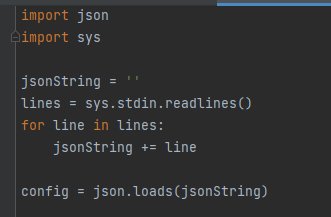 import json
import sys

jsonString = ''
lines = sys.stdin.readlines()
for line in lines:
    jsonString += line

config = json.loads(jsonString)